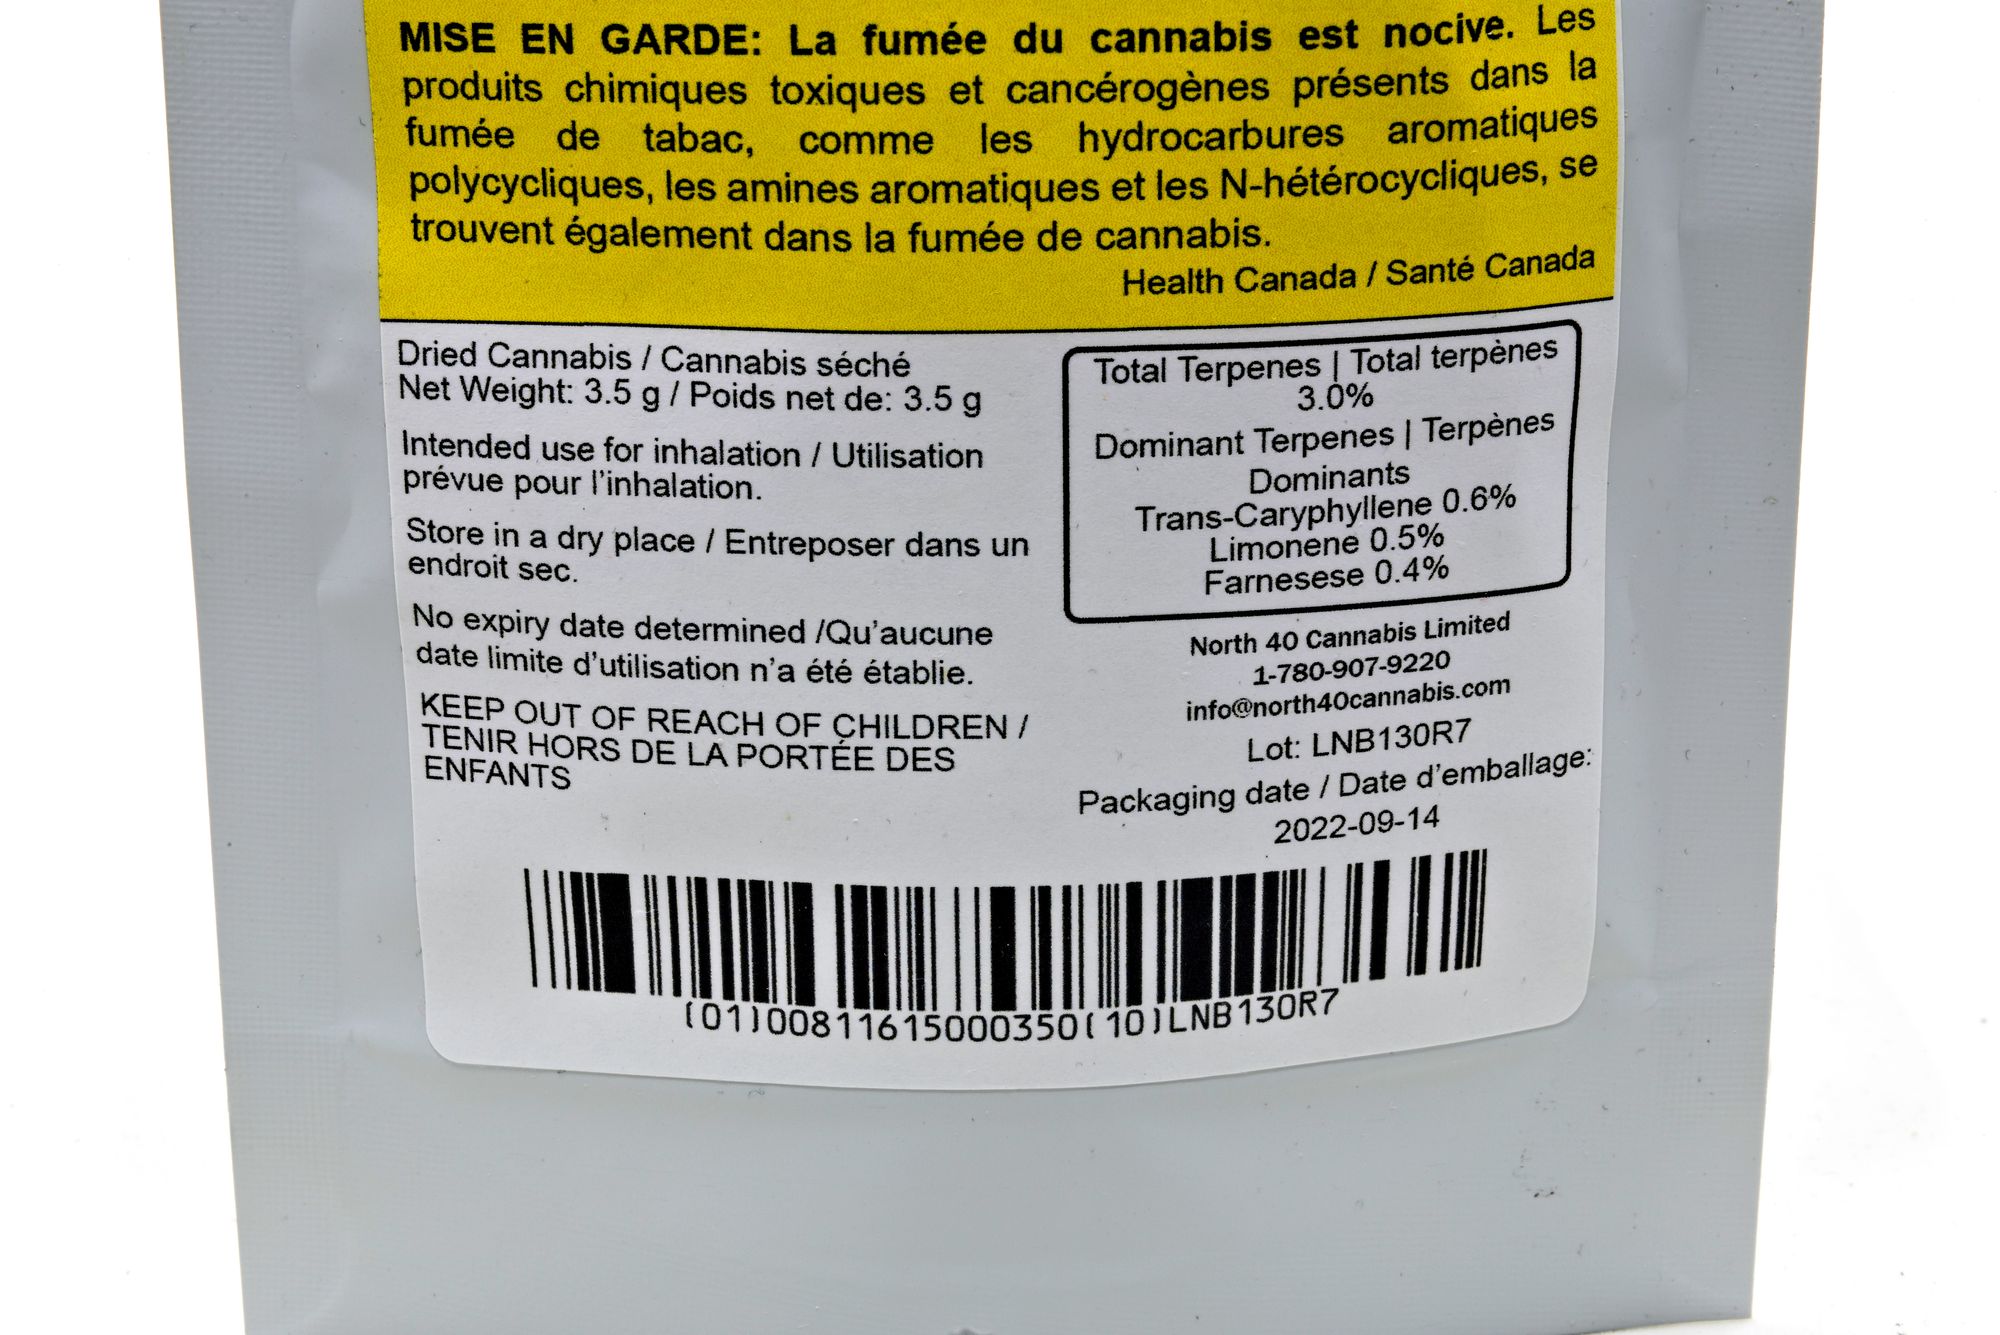 MISE EN GARDE: La fumée du cannabis est nocive. Les
produits chimiques toxiques et cancérogènes présents dans la
fumée de tabac, comme les hydrocarbures aromatiques
polycycliques, les amines aromatiques et les N-hétérocycliques, se
trouvent également dans la fumée de cannabis.
Health Canada / Santé Canada
Dried Cannabis / Cannabis séché
Net Weight: 3.5 g / Poids net de: 3.5 g
Intended use for inhalation / Utilisation
prévue pour l'inhalation.
Store in a dry place / Entreposer dans un
endroit sec.
No expiry date determined /Qu'aucune
date limite d'utilisation n'a été établie.
KEEP OUT OF REACH OF CHILDREN /
TENIR HORS DE LA PORTÉE DES
ENFANTS
Total Terpenes | Total terpènes
3.0%
Dominant Terpenes | Terpènes
Dominants
Trans-Caryphyllene 0.6%
Limonene 0.5%
Farnesese 0.4%
North 40 Cannabis Limited
1-780-907-9220
info@north40cannabis.com
Lot: LNB130R7
Packaging date / Date d'emballage:
2022-09-14
(01)00811615000350(10)LNB130R7